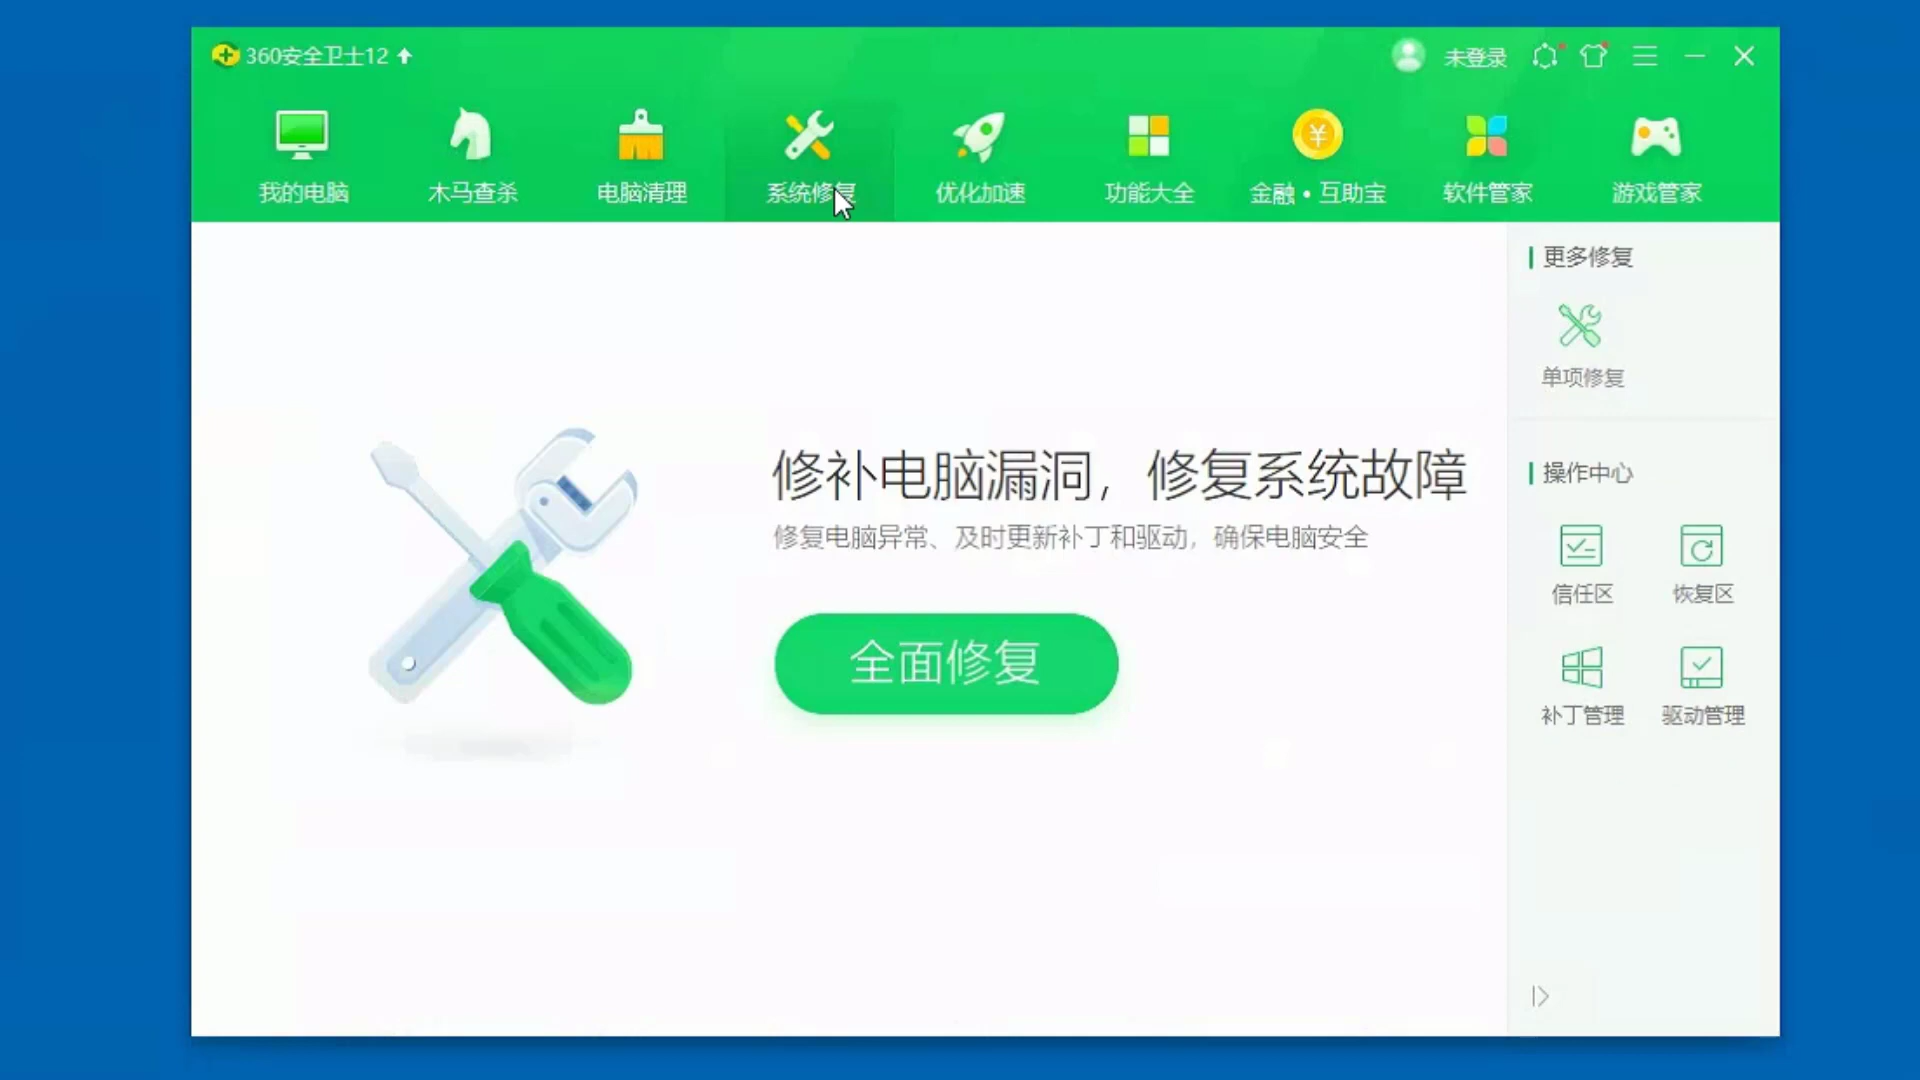 360安全卫士12
未登录
我的电脑
木马查杀
电脑清理
系统修复
优化加速
功能大全
金融•互助宝
软件管家
游戏管家
更多修复
单项修复
修补电脑漏洞，修复系统故障
修复电脑异常、及时更新补丁和驱动，确保电脑安全
全面修复
操作中心
信任区
恢复区
补丁管理
驱动管理